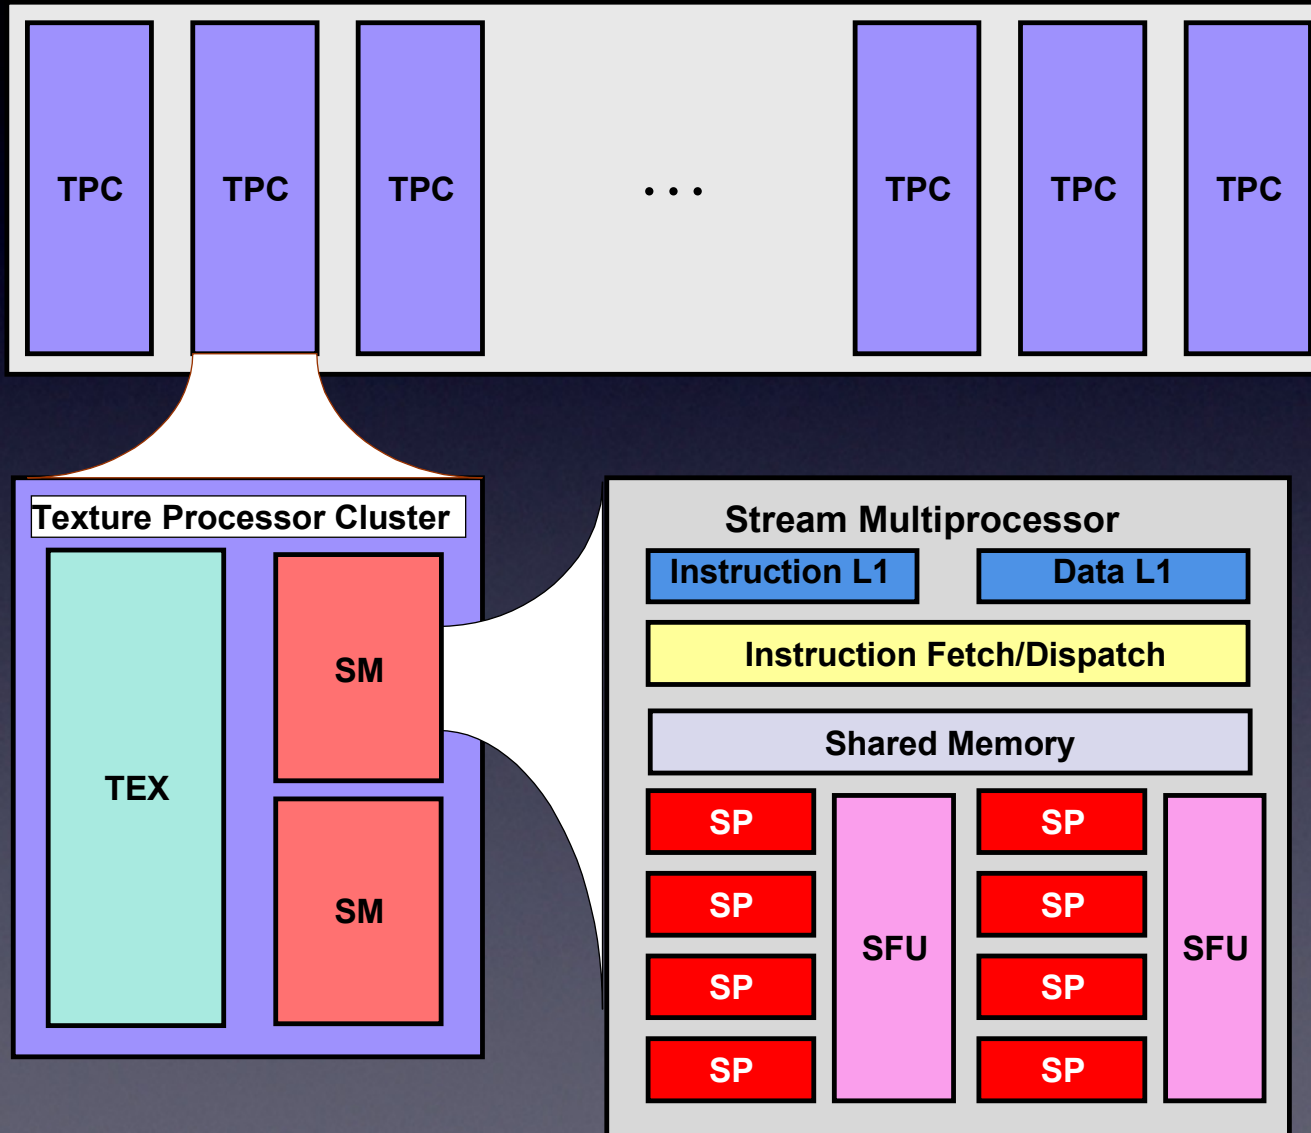 TPC TPC TPC . . . TPC TPC TPC
Texture Processor Cluster
TEX
SM
SM
Stream Multiprocessor
Instruction L1 Data L1
Instruction Fetch/Dispatch
Shared Memory
SP SP
SP SP
SFU SFU
SP SP
SP SP